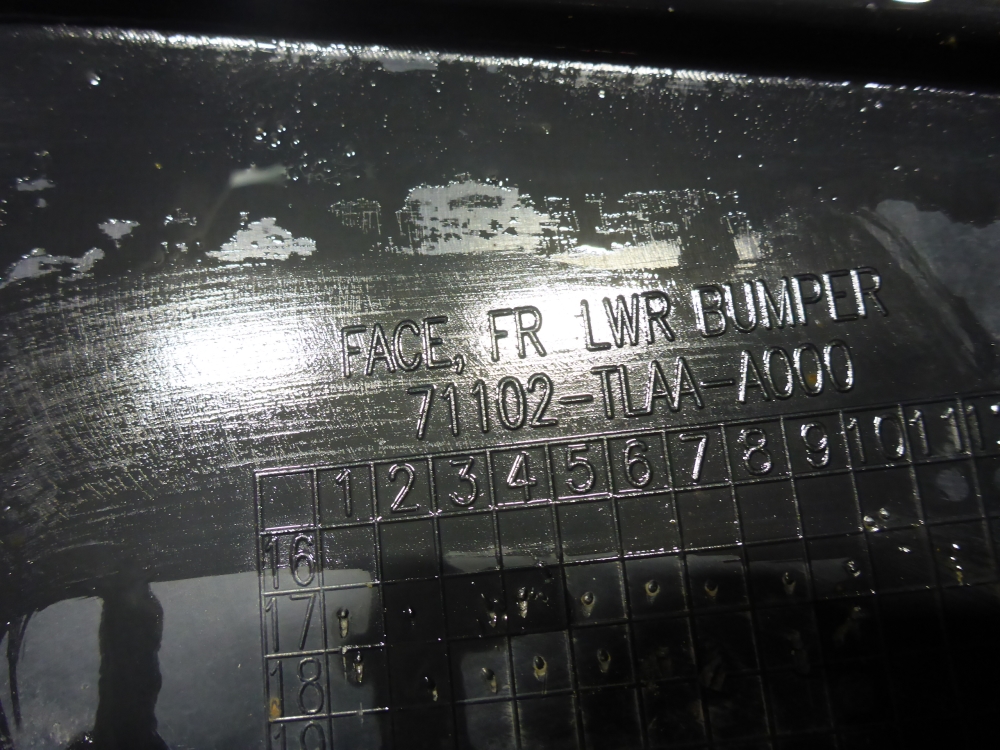 FACE, FR LWR BUMPER
71102-TLAA-A000
1 2 3 4 5 6 7 8 9 10 11
16
17
18